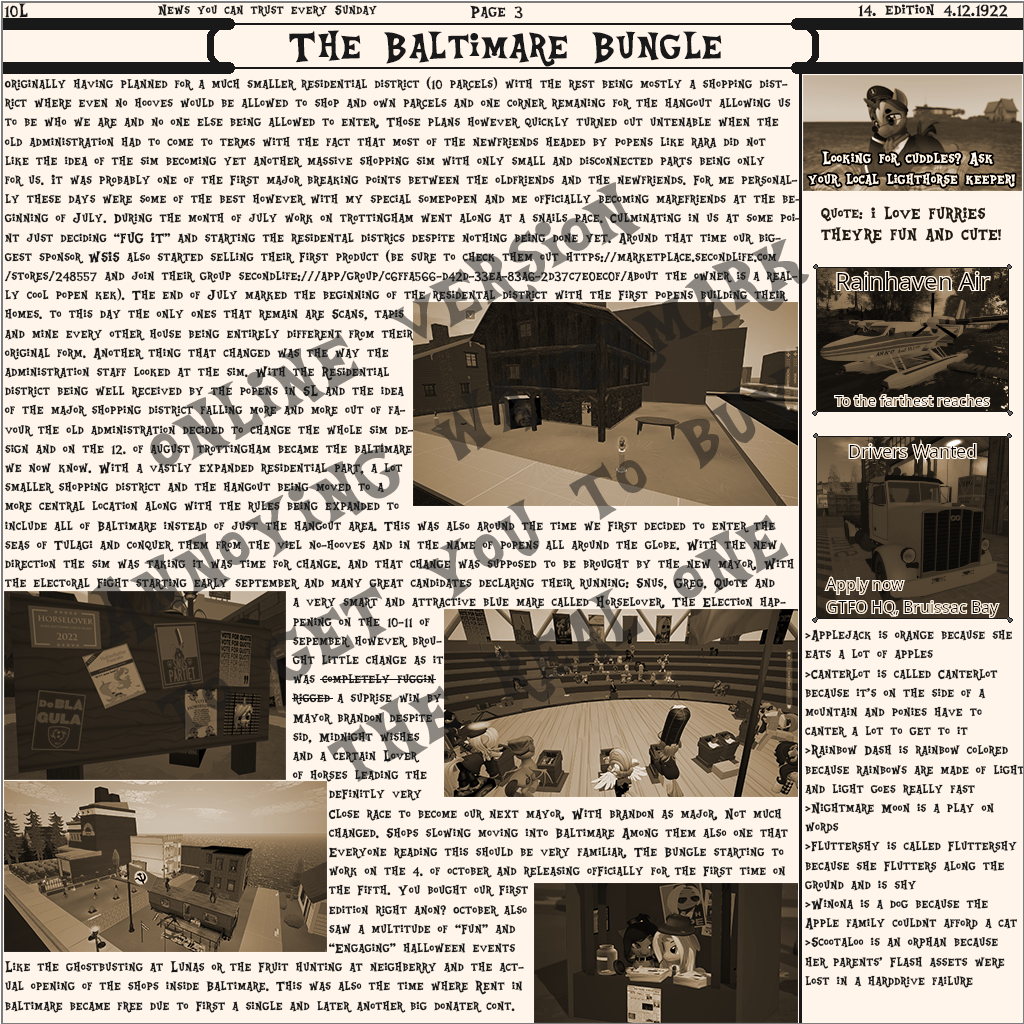 10L
News you can trust every Sunday
Page 3
14. Edition 4.12.1922
The Baltimare Bungle
originally having planned for a much smaller residential district (10 parcels) with the rest being mostly a shopping dist-
rict where even no hooves would be allowed to shop and own parcels and one corner remaning for the hangout allowing us
to be who we are and no one else being allowed to enter. Those plans however quickly turned out untenable when the
old administration had to come to terms with the fact that most of the newfriends headed by popens like Rara did not
like the idea of the sim becoming yet another massive shopping sim with only small and disconnected parts being only
for us. It was probably one of the first major breaking points between the oldfriends and the newfriends. For me personal-
ly these days were some of the best however with my special somepopen and me officially becoming marefriends at the be-
ginning of July. During the month of July work on Trottingham went along at a snails pace. Culminating in us at some poi-
nt just deciding "fug it" and starting the residental districs despite nothing being done yet. Around that time our big-
gest sponsor WSIS also started selling their first product (be sure to check them out https://marketplace.secondlife.com
/stores/248557 and join their group secondlife:///app/group/c6ffa566-d42d-33ea-8346-2d37c7e0ec0f/about the owner is a real-
ly cool popen kek). The end of July marked the beginning of the residental district with the first popens building their
homes. To this day the only ones that remain are Scans, Tapis
and mine every other house being entirely different from their
original form. Another thing that changed was the way the
administration staff looked at the sim. With the Residential
district being well received by the popens in SL and the idea
of the major shopping district falling more and more out of fa-
vour the old administration decided to change the whole sim de-
sign and on the 12. of August Trottingham became the Baltimare
we now know. With a vastly expanded residential part, a lot
smaller shopping district and the hangout being moved to a
more central location along with the rules being expanded to
include all of Baltimare instead of just the hangout area. This was also around the time we first decided to enter the
seas of Tulagi and conquer them from the viel no-hooves and in the name of popens all around the globe. With the new
direction the sim was taking it was time for change. And that change was supposed to be brought by the new mayor. With
the electoral fight starting early september and many great candidates declaring their running: Snus, Greg, Quote and
a very smart and attractive blue mare called Horselover. The Election hap-
pening on the 10-11 of
sepember however brou-
ght little change as it
was completely fuggin
rigged a suprise win by
mayor Brandon despite
Sid, Midnight Wishes
and a certain Lover
of horses leading the
definitly very
close race to become our next mayor. With Brandon as major. Not much
changed. Shops slowing moving into Baltimare Among them also one that
Everyone reading this should be very familiar. The Bungle starting to
work on the 4. of october and releasing officially for the first time on
the fifth. You bought our First
edition right anon? October also
saw a multitude of "fun" and
"engaging" Halloween events
Like the ghostbusting at Lunas or the fruit hunting at neighberry and the act-
ual opening of the shops inside Baltimare. This was also the time where Rent in
Baltimare became free due to first a single and later another big donater cont.
HORSELOVER
2022
PARTY
VOTE FOR QUOTE
DeBLA
GULA
Looking for cuddles? Ask
your local Lighthorse keeper!
Quote: I love furries
theyre fun and cute!
Rainhaven Air
To the farthest reaches
Drivers Wanted
Apply now
GTFO HQ, Bruissac Bay
>Applejack is orange because she
eats a lot of apples
>Canterlot is called Canterlot
because it's on the side of a
mountain and ponies have to
canter a lot to get to it
>Rainbow Dash is rainbow colored
because rainbows are made of light
and light goes really fast
>Nightmare Moon is a play on
words
>Fluttershy is called Fluttershy
because she flutters along the
ground and is shy
>Winona is a dog because the
Apple family couldnt afford a cat
>Scootaloo is an orphan because
her parents' flash assets were
lost in a harddrive failure
ONLINE VERSION
ANNOYING WATERMARK
GET YOU TO BUY
THE REAL ONE